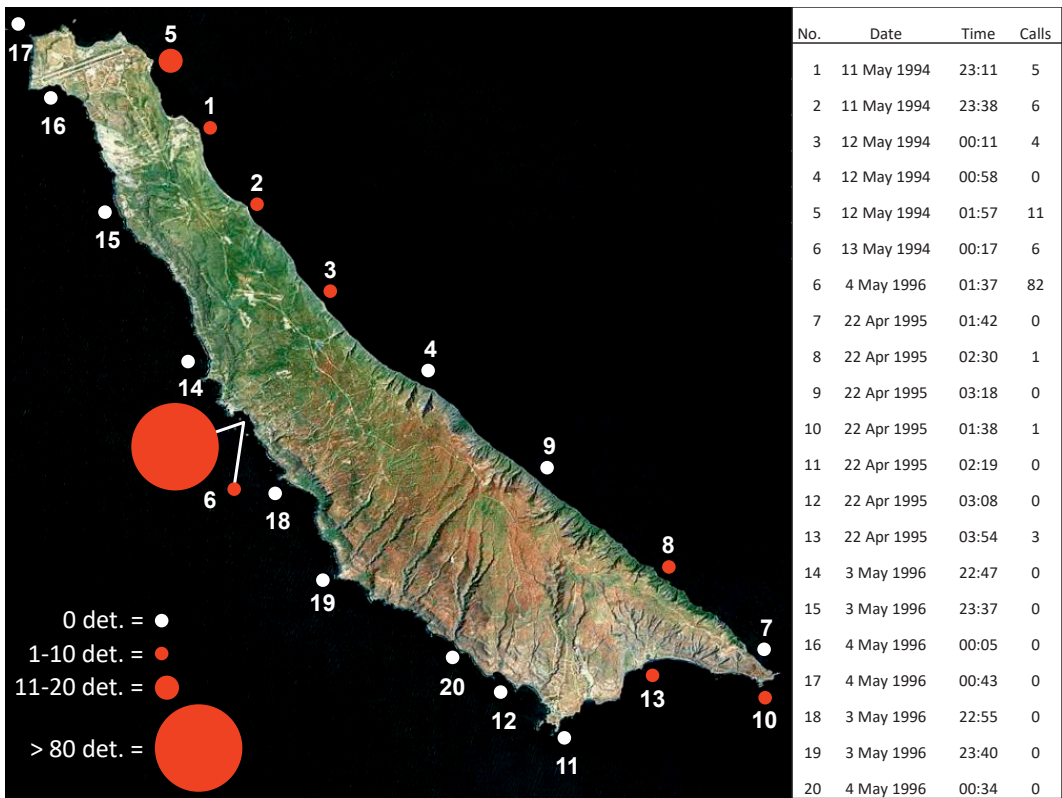 17
5
16
1
2
15
3
4
14
9
6
18
8
19
7
20
12
13
10
11
0 det. =
1-10 det. =
11-20 det. =
> 80 det. =
No. Date Time Calls
1 11 May 1994 23:11 5
2 11 May 1994 23:38 6
3 12 May 1994 00:11 4
4 12 May 1994 00:58 0
5 12 May 1994 01:57 11
6 13 May 1994 00:17 6
6 4 May 1996 01:37 82
7 22 Apr 1995 01:42 0
8 22 Apr 1995 02:30 1
9 22 Apr 1995 03:18 0
10 22 Apr 1995 01:38 1
11 22 Apr 1995 02:19 0
12 22 Apr 1995 03:08 0
13 22 Apr 1995 03:54 3
14 3 May 1996 22:47 0
15 3 May 1996 23:37 0
16 4 May 1996 00:05 0
17 4 May 1996 00:43 0
18 3 May 1996 22:55 0
19 3 May 1996 23:40 0
20 4 May 1996 00:34 0